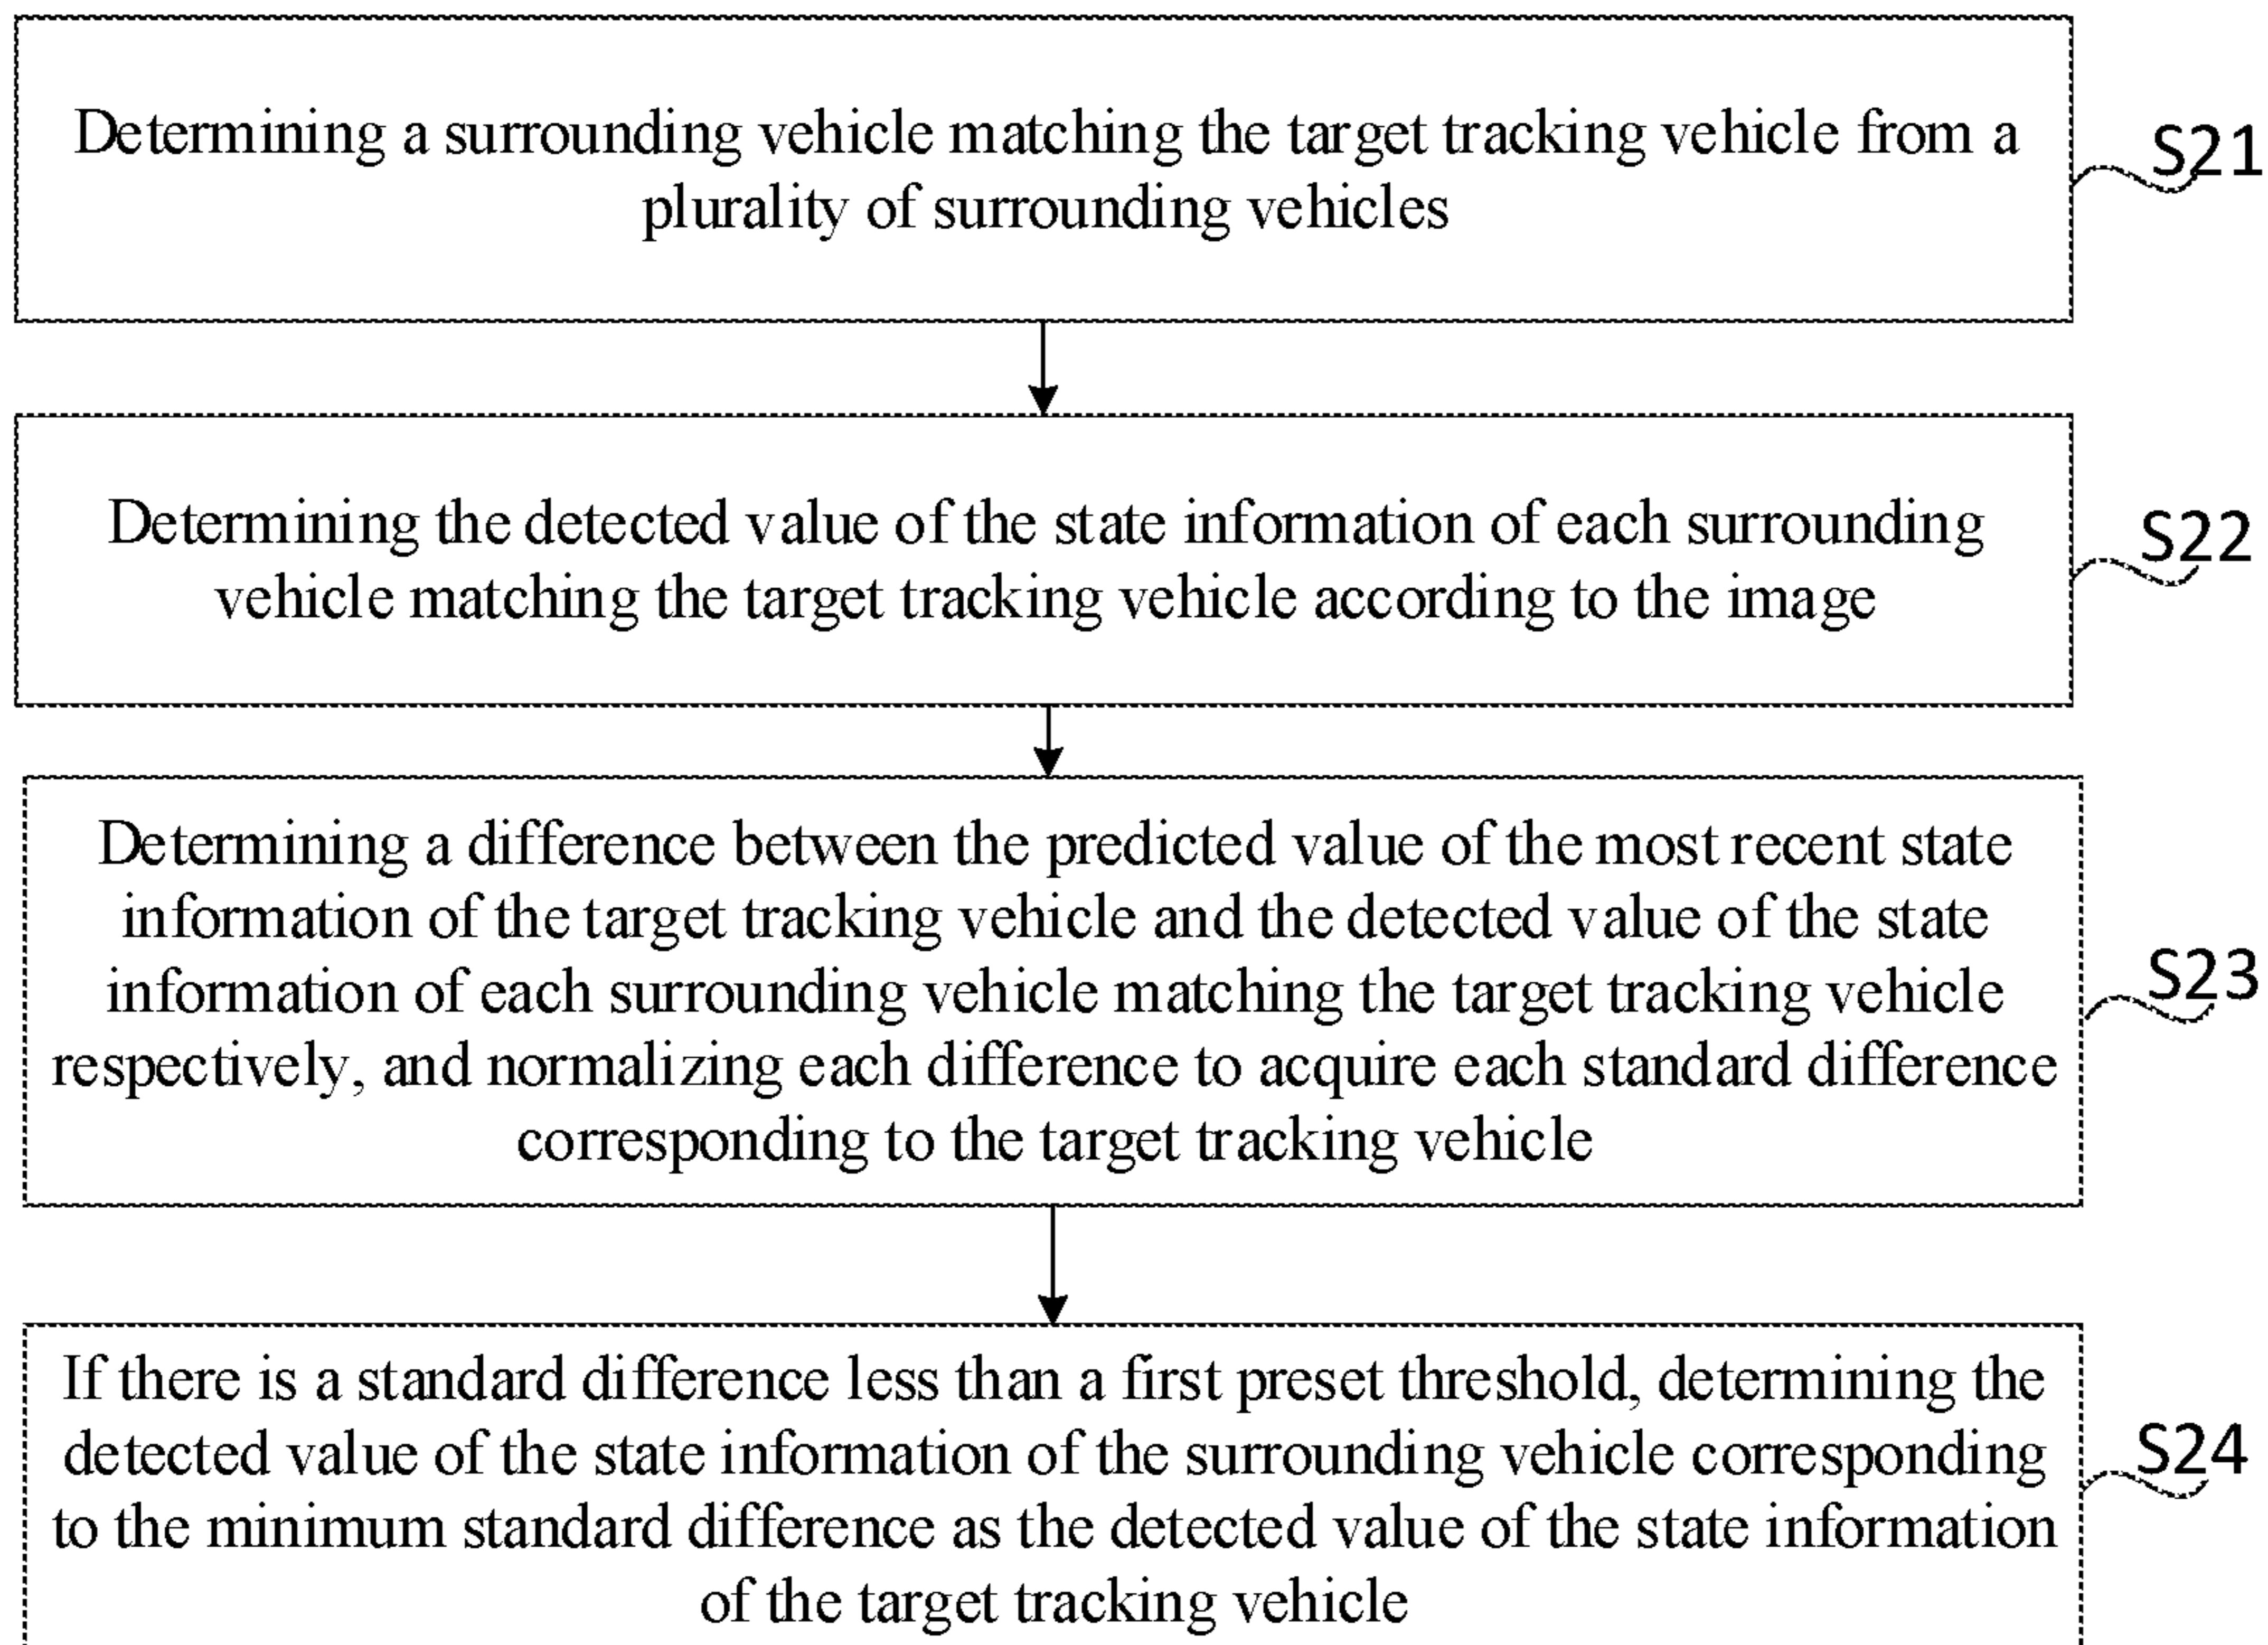 Determining a surrounding vehicle matching the target tracking vehicle from a
plurality of surrounding vehicles
S21
Determining the detected value of the state information of each surrounding
vehicle matching the target tracking vehicle according to the image
S22
Determining a difference between the predicted value of the most recent state
information of the target tracking vehicle and the detected value of the state
information of each surrounding vehicle matching the target tracking vehicle
respectively, and normalizing each difference to acquire each standard difference
corresponding to the target tracking vehicle
S23
If there is a standard difference less than a first preset threshold, determining the
detected value of the state information of the surrounding vehicle corresponding
to the minimum standard difference as the detected value of the state information
of the target tracking vehicle
S24